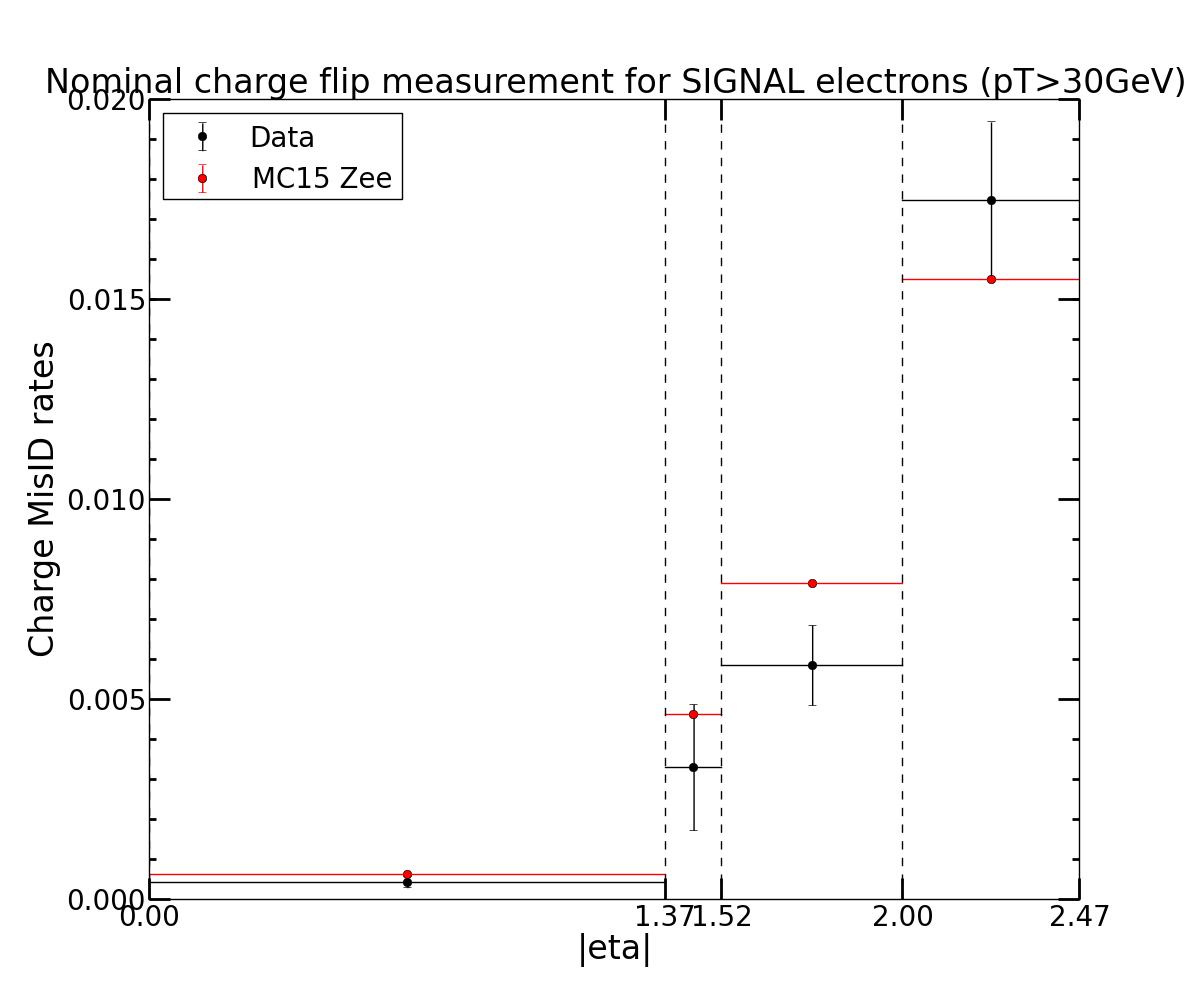 Nominal charge flip measurement for SIGNAL electrons (pT>30GeV)
Data
MC15 Zee
0.020
0.015
0.010
0.005
0.000
Charge MisID rates
0.00 1.37 1.52 2.00 2.47
|eta|